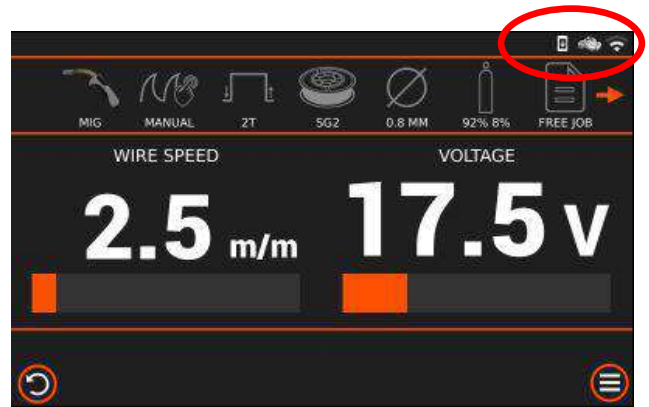 MIG MANUAL 2T SG2 0.8 MM 92% 8% FREE JOB
WIRE SPEED VOLTAGE
2.5 m/m 17.5 V